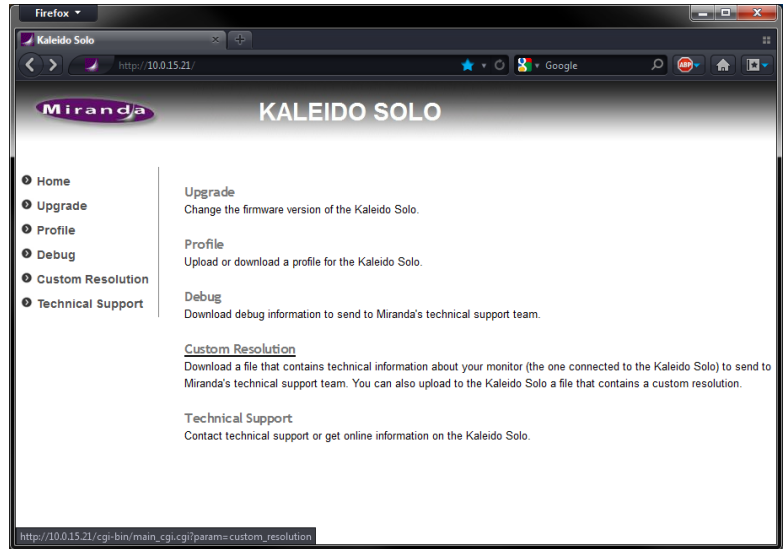 Firefox
Kaleido Solo
http://10.0.15.21/
Google
ABP
Miranda
KALEIDO SOLO
Home
Upgrade
Profile
Debug
Custom Resolution
Technical Support
Upgrade
Change the firmware version of the Kaleido Solo.
Profile
Upload or download a profile for the Kaleido Solo.
Debug
Download debug information to send to Miranda's technical support team.
Custom Resolution
Download a file that contains technical information about your monitor (the one connected to the Kaleido Solo) to send to
Miranda's technical support team. You can also upload to the Kaleido Solo a file that contains a custom resolution.
Technical Support
Contact technical support or get online information on the Kaleido Solo.
http://10.0.15.21/cgi-bin/main_cgi.cgi?param=custom_resolution